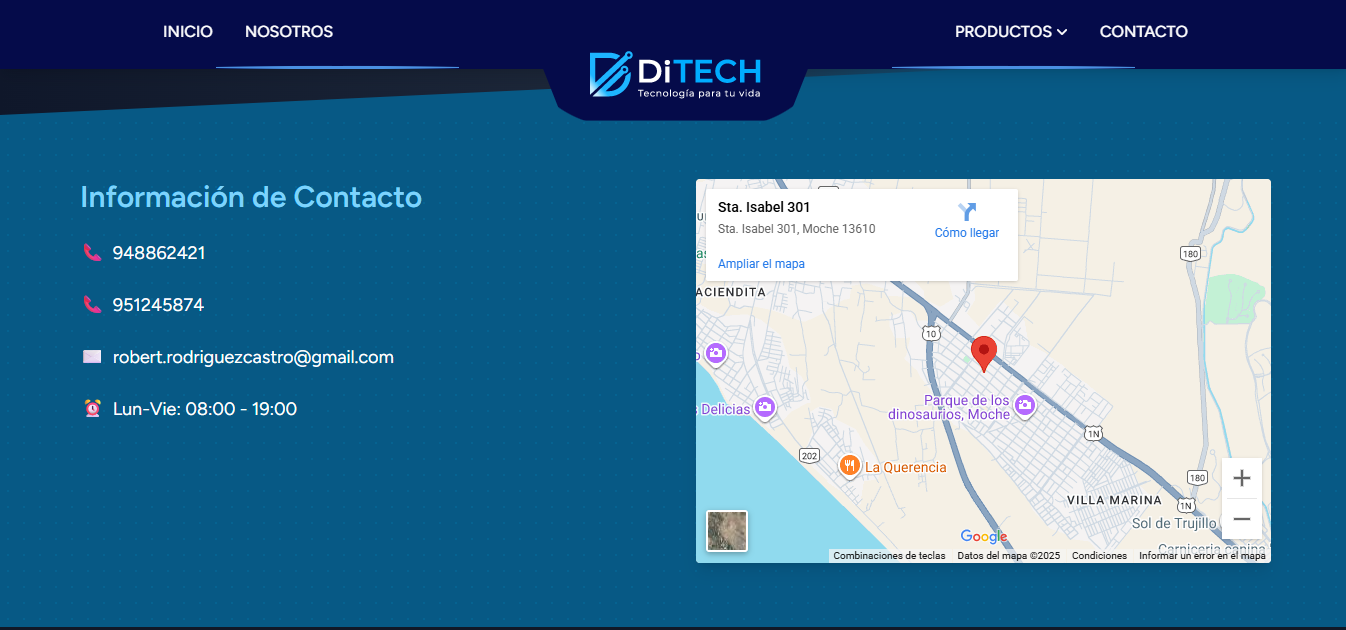 INICIO NOSOTROS PRODUCTOS CONTACTO
DiTECH
Tecnología para tu vida
Información de Contacto
948862421
951245874
robert.rodriguezcastro@gmail.com
Lun-Vie: 08:00 - 19:00
Sta. Isabel 301
Sta. Isabel 301, Moche 13610
Cómo llegar
Ampliar el mapa
ACIENDITA
180
10
Delicias
Parque de los
dinosaurios, Moche
1N
202
La Querencia
180
VILLA MARINA
1N
Sol de Trujillo
Google
Carniceria canina
Combinaciones de teclas Datos del mapa ©2025 Condiciones Informar un error en el mapa